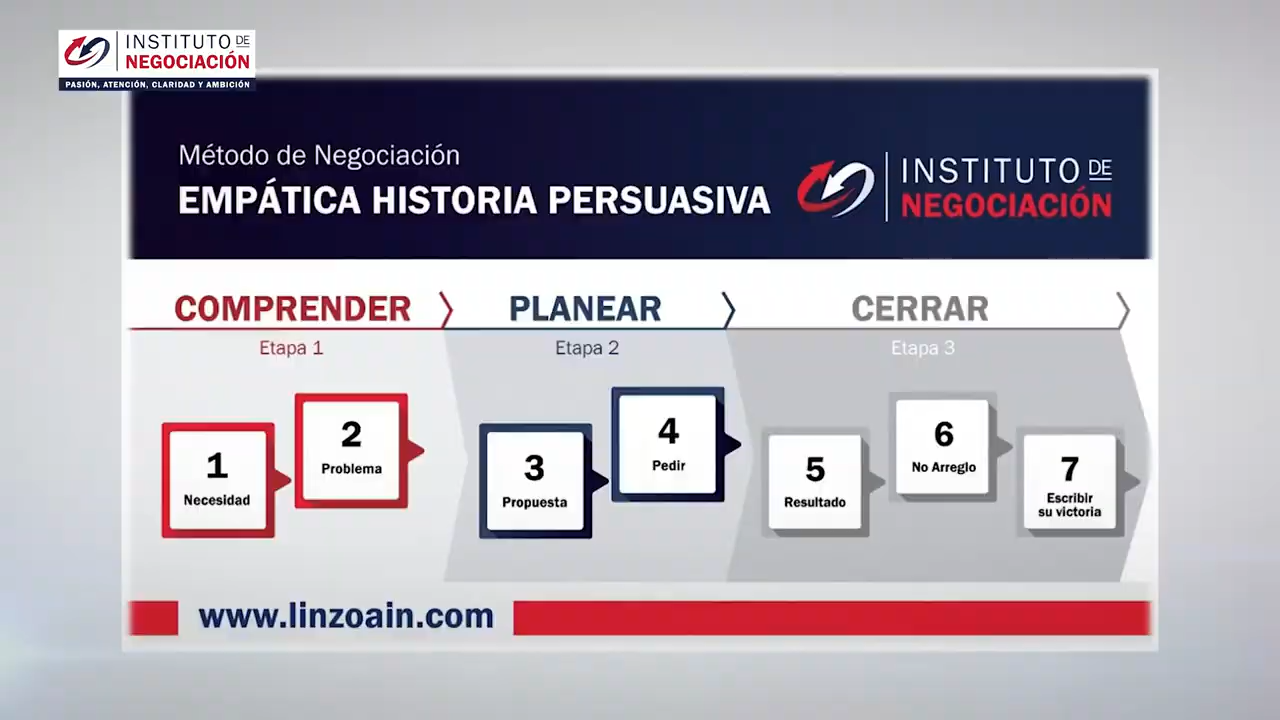 INSTITUTO DE
NEGOCIACIÓN
PASIÓN, ATENCIÓN, CLARIDAD Y AMBICIÓN
Método de Negociación
EMPÁTICA HISTORIA PERSUASIVA
INSTITUTO DE
NEGOCIACIÓN
COMPRENDER
Etapa 1
PLANEAR
Etapa 2
CERRAR
Etapa 3
1
Necesidad
2
Problema
3
Propuesta
4
Pedir
5
Resultado
6
No Arreglo
7
Escribir
su victoria
www.linzoain.com